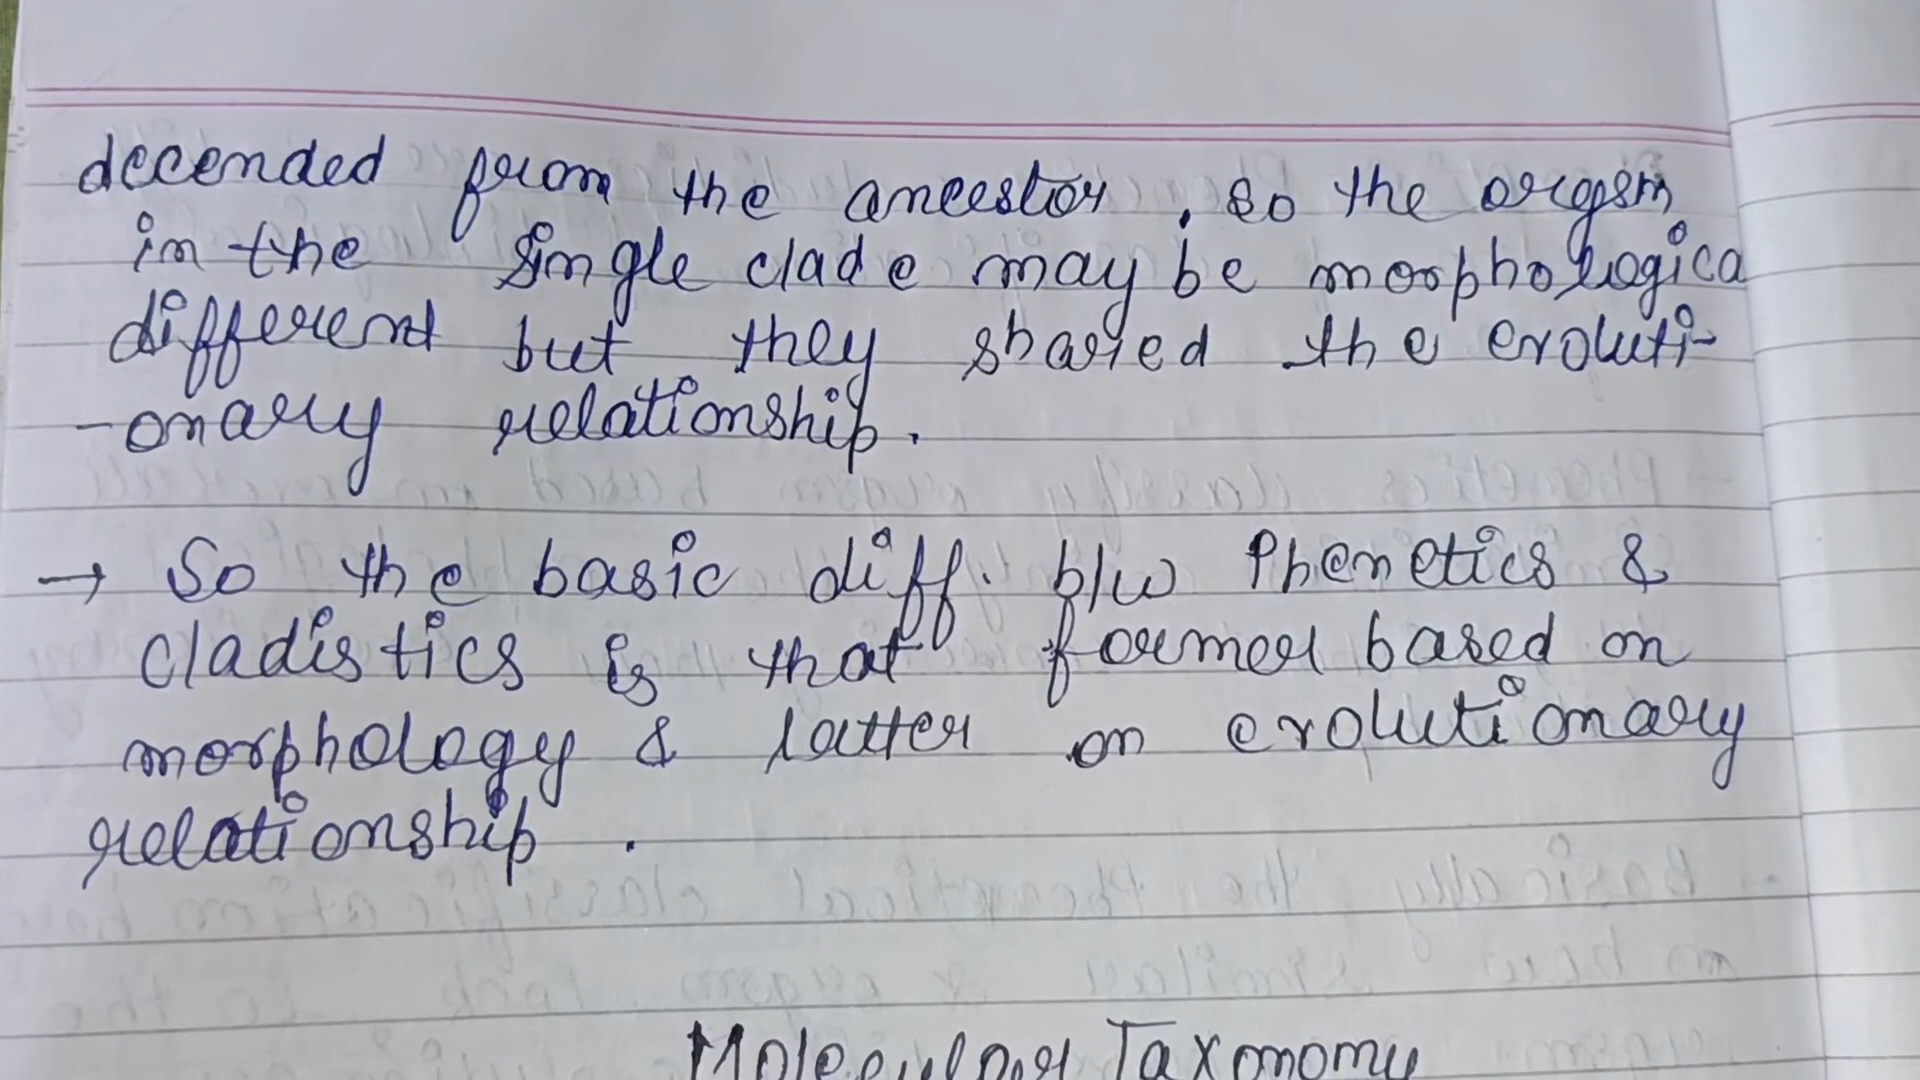 decended from the ancestor, so the orgsm
in the single clade may be morphologica
different but they shared the evoluti-
-onary relationship.
→ So the basic diff. b/w Phenetics &
cladistics is that former based on
morphology & latter on evolutionary
relationship.
Molecular Taxonomy